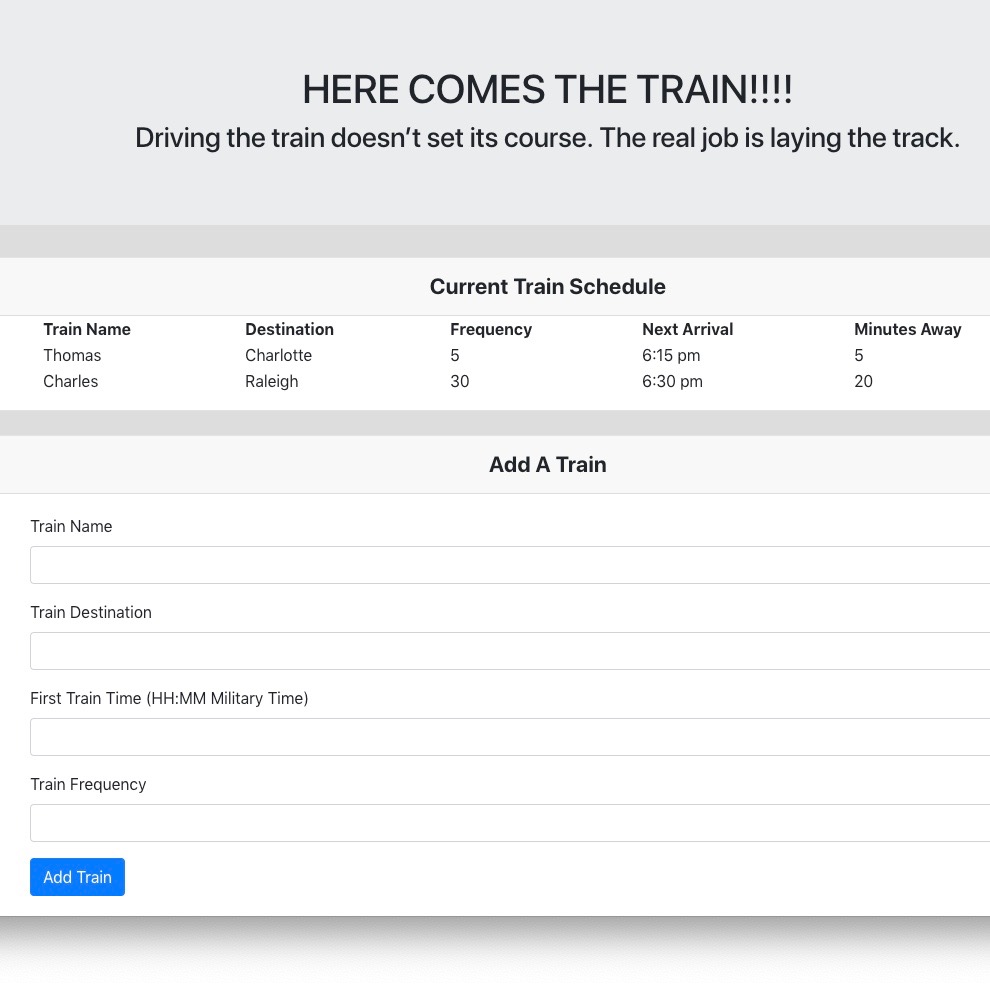 HERE COMES THE TRAIN!!!!
Driving the train doesn’t set its course. The real job is laying the track.
Current Train Schedule
Train Name Destination Frequency Next Arrival Minutes Away
Thomas Charlotte 5 6:15 pm 5
Charles Raleigh 30 6:30 pm 20
Add A Train
Train Name
Train Destination
First Train Time (HH:MM Military Time)
Train Frequency
Add Train